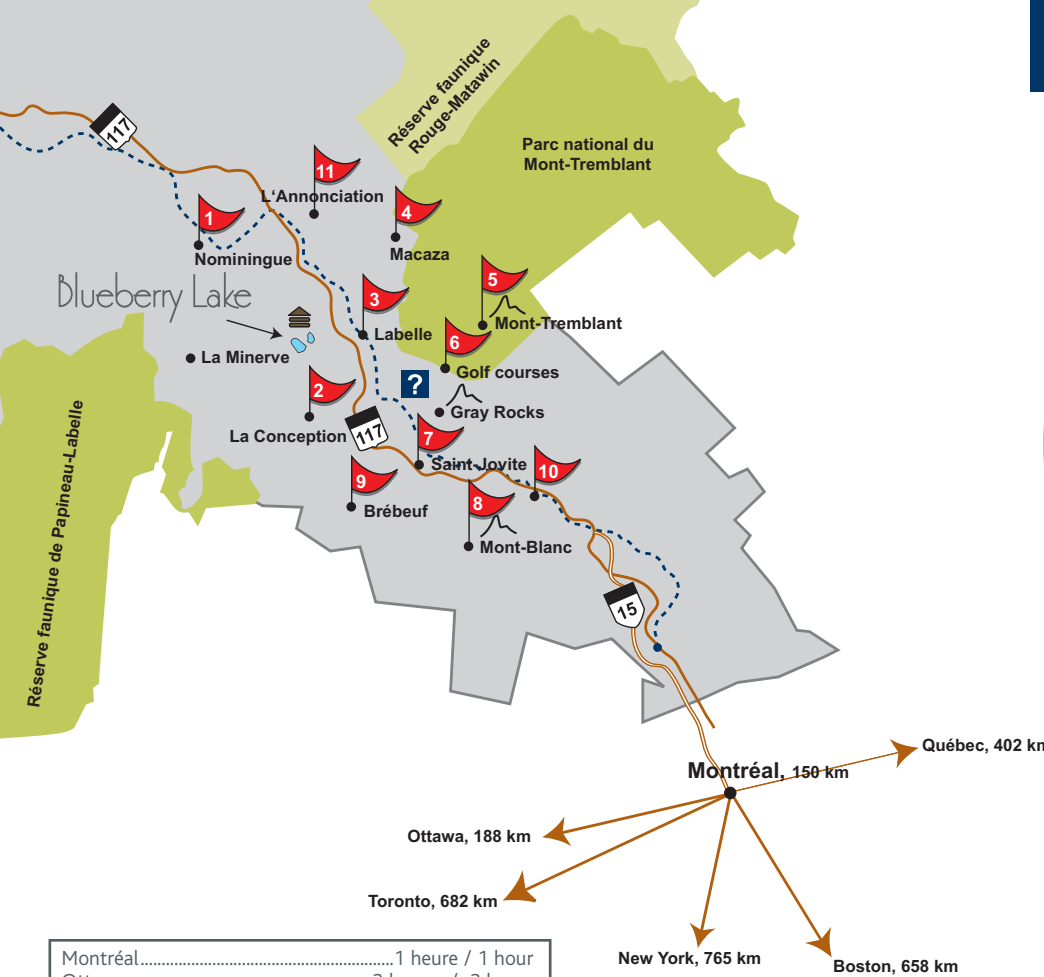 Réserve faunique
Rouge-Matawin
Parc national du
Mont-Tremblant
117
11
L'Annonciation
1
Nominingue
4
Macaza
5
Mont-Tremblant
Blueberry Lake
3
Labelle
La Minerve
6
Golf courses
?
2
La Conception
117
Gray Rocks
7
Saint-Jovite
10
9
Brébeuf
8
Mont-Blanc
Réserve faunique de Papineau-Labelle
15
Québec, 402 km
Montréal, 150 km
Ottawa, 188 km
Toronto, 682 km
New York, 765 km
Boston, 658 km
Montréal 1 heure / 1 hour